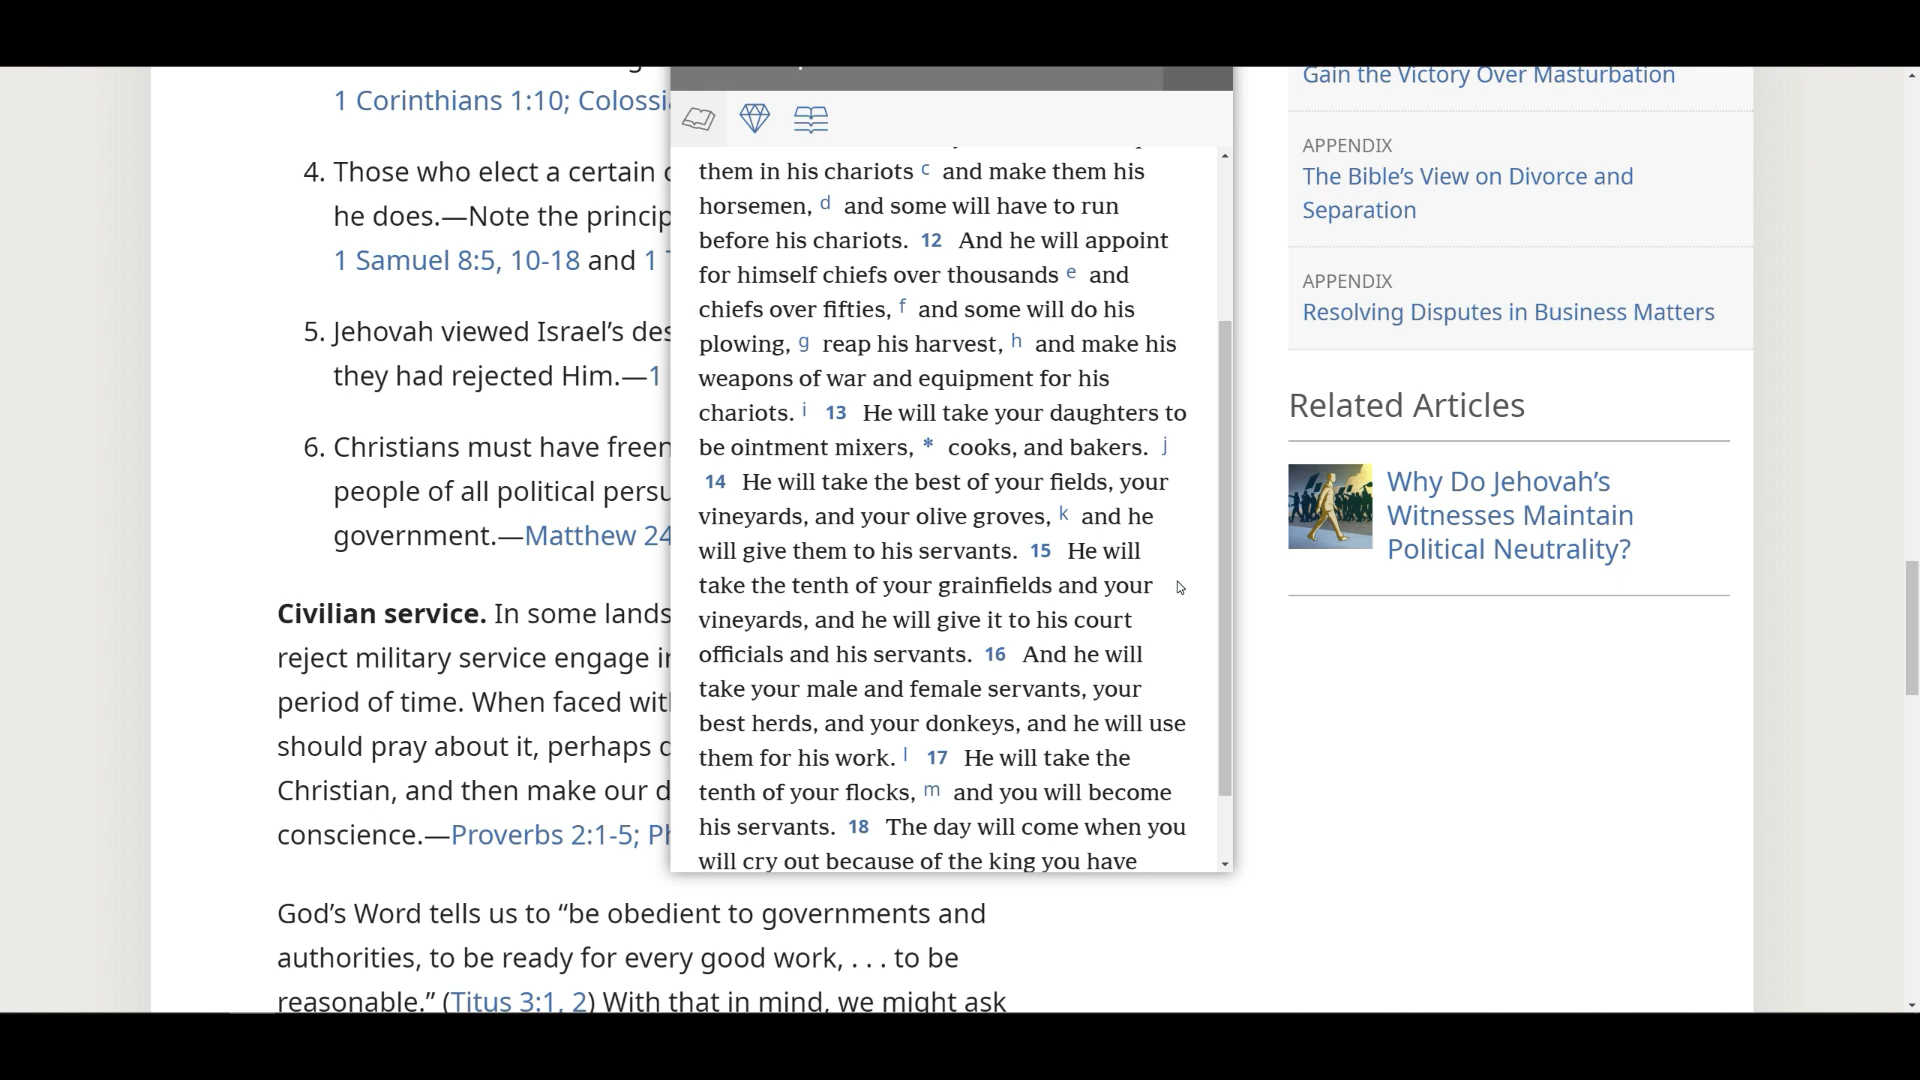 1 Corinthians 1:10; Coloss
4. Those who elect a certain
he does.—Note the princip
1 Samuel 8:5, 10-18 and 1
5. Jehovah viewed Israel’s des
they had rejected Him.—1
6. Christians must have free
people of all political persu
government.—Matthew 24
Civilian service. In some lands
reject military service engage i
period of time. When faced wit
should pray about it, perhaps
Christian, and then make our d
conscience.—Proverbs 2:1-5; P
God’s Word tells us to “be obedient to governments and
authorities, to be ready for every good work, . . . to be
reasonable.” (Titus 3:1, 2) With that in mind, we might ask
them in his chariots c and make them his
horsemen, d and some will have to run
before his chariots. 12 And he will appoint
for himself chiefs over thousands e and
chiefs over fifties, f and some will do his
plowing, g reap his harvest, h and make his
weapons of war and equipment for his
chariots. i 13 He will take your daughters to
be ointment mixers, * cooks, and bakers. j
14 He will take the best of your fields, your
vineyards, and your olive groves, k and he
will give them to his servants. 15 He will
take the tenth of your grainfields and your
vineyards, and he will give it to his court
officials and his servants. 16 And he will
take your male and female servants, your
best herds, and your donkeys, and he will use
them for his work. l 17 He will take the
tenth of your flocks, m and you will become
his servants. 18 The day will come when you
will cry out because of the king you have
Gain the Victory Over Masturbation
APPENDIX
The Bible’s View on Divorce and
Separation
APPENDIX
Resolving Disputes in Business Matters
Related Articles
Why Do Jehovah’s
Witnesses Maintain
Political Neutrality?